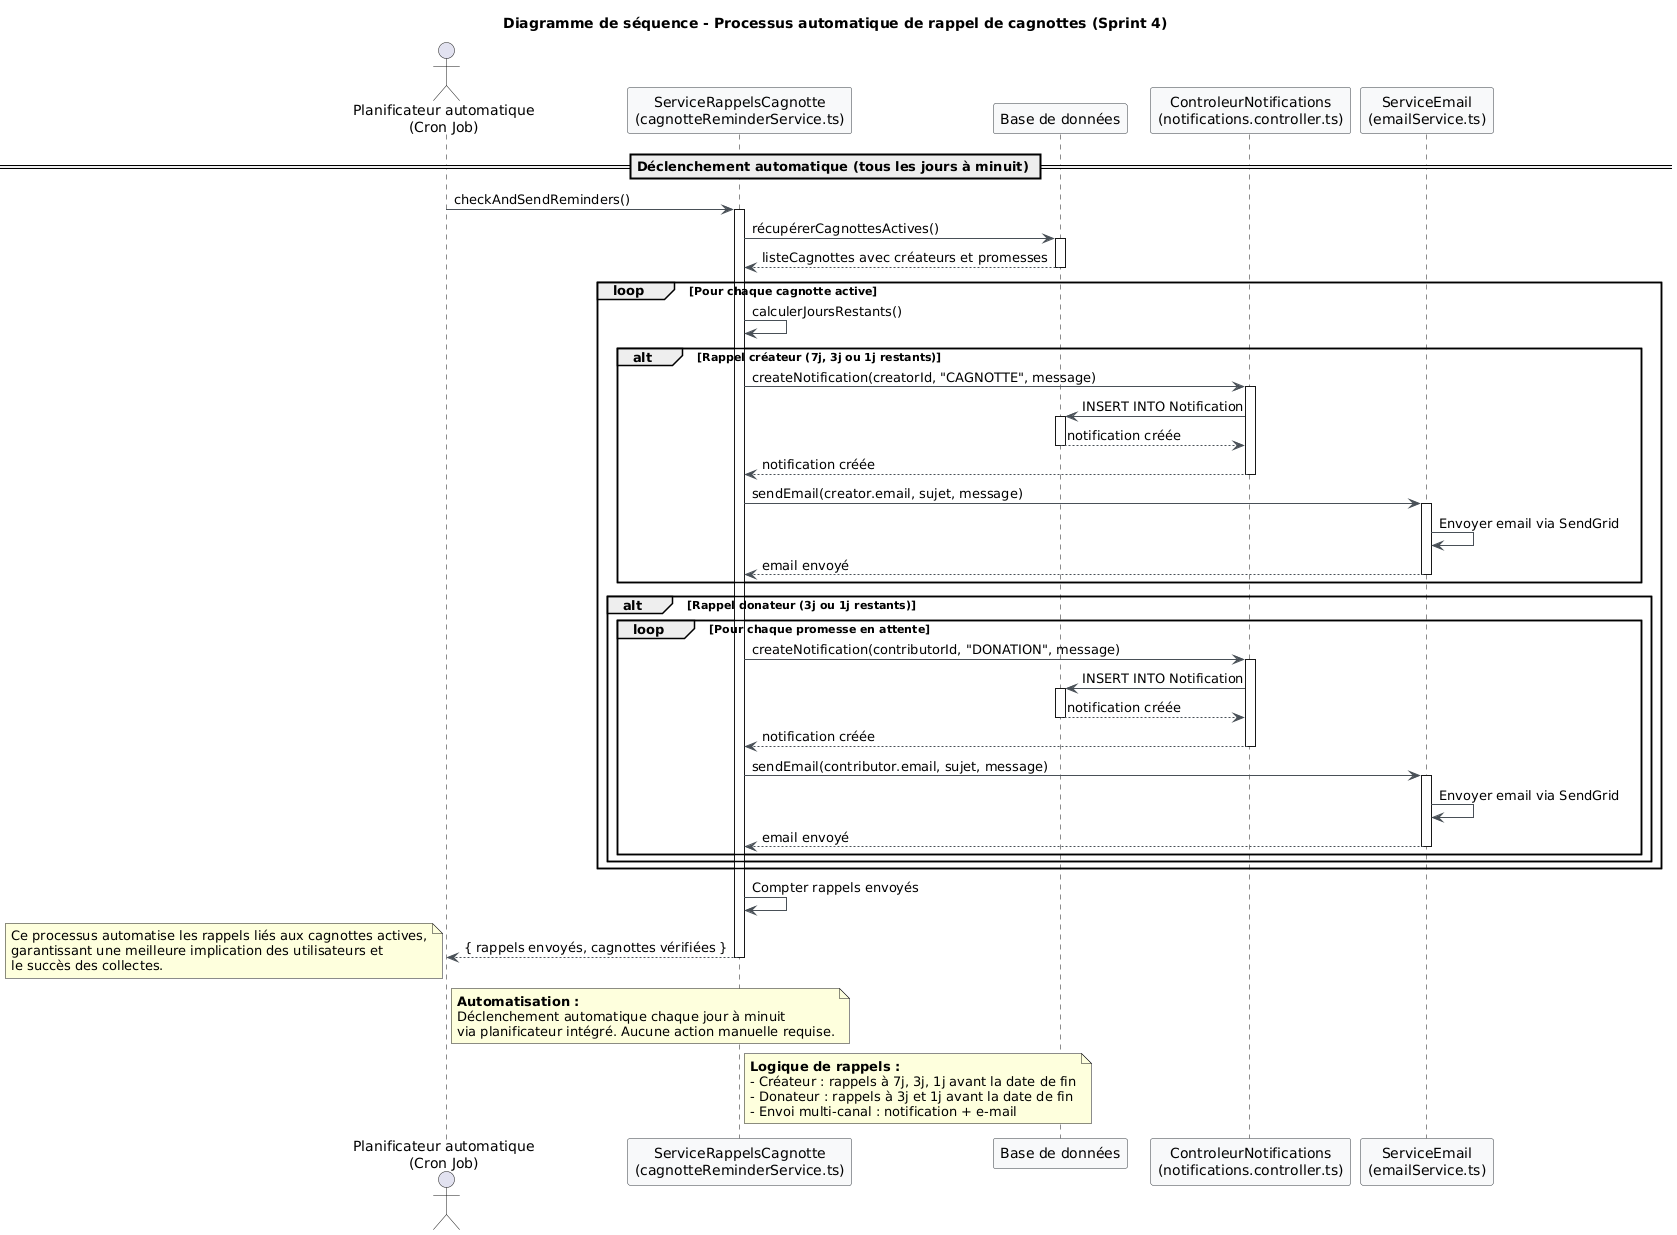 Diagramme de séquence - Processus automatique de rappel de cagnottes (Sprint 4)
Planificateur automatique
(Cron Job)
ServiceRappelsCagnotte
(cagnotteReminderService.ts)
Base de données
ControleurNotifications
(notifications.controller.ts)
ServiceEmail
(emailService.ts)
Déclenchement automatique (tous les jours à minuit)
checkAndSendReminders()
récupérerCagnottesActives()
listeCagnottes avec créateurs et promesses
loop [Pour chaque cagnotte active]
calculerJoursRestants()
alt [Rappel créateur (7j, 3j ou 1j restants)]
createNotification(creatorId, "CAGNOTTE", message)
INSERT INTO Notification
notification créée
notification créée
sendEmail(creator.email, sujet, message)
Envoyer email via SendGrid
email envoyé
alt [Rappel donateur (3j ou 1j restants)]
loop [Pour chaque promesse en attente]
createNotification(contributorId, "DONATION", message)
INSERT INTO Notification
notification créée
notification créée
sendEmail(contributor.email, sujet, message)
Envoyer email via SendGrid
email envoyé
Compter rappels envoyés
Ce processus automatise les rappels liés aux cagnottes actives,
garantissant une meilleure implication des utilisateurs et
le succès des collectes.
{ rappels envoyés, cagnottes vérifiées }
Automatisation :
Déclenchement automatique chaque jour à minuit
via planificateur intégré. Aucune action manuelle requise.
Logique de rappels :
- Créateur : rappels à 7j, 3j, 1j avant la date de fin
- Donateur : rappels à 3j et 1j avant la date de fin
- Envoi multi-canal : notification + e-mail
Planificateur automatique
(Cron Job)
ServiceRappelsCagnotte
(cagnotteReminderService.ts)
Base de données
ControleurNotifications
(notifications.controller.ts)
ServiceEmail
(emailService.ts)